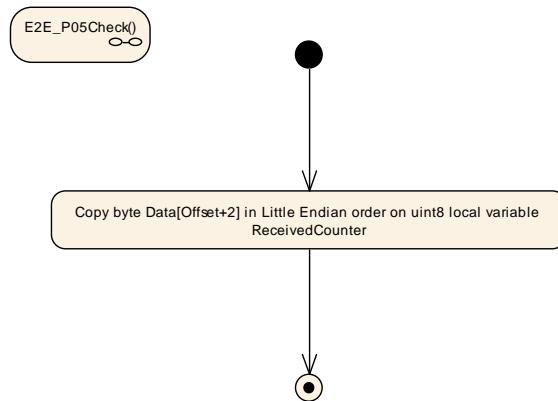 E2E_P05Check()
Copy byte Data[Offset+2] in Little Endian order on uint8 local variable
ReceivedCounter